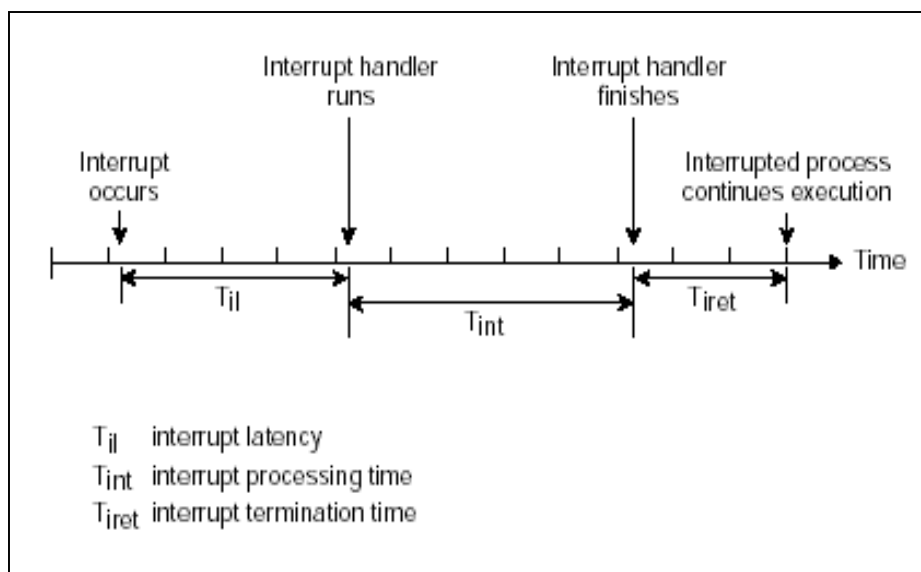 Interrupt handler
runs
Interrupt handler
finishes
Interrupt
occurs
Interrupted process
continues execution
Time
Til
Tint
Tiret
Til interrupt latency
Tint interrupt processing time
Tiret interrupt termination time